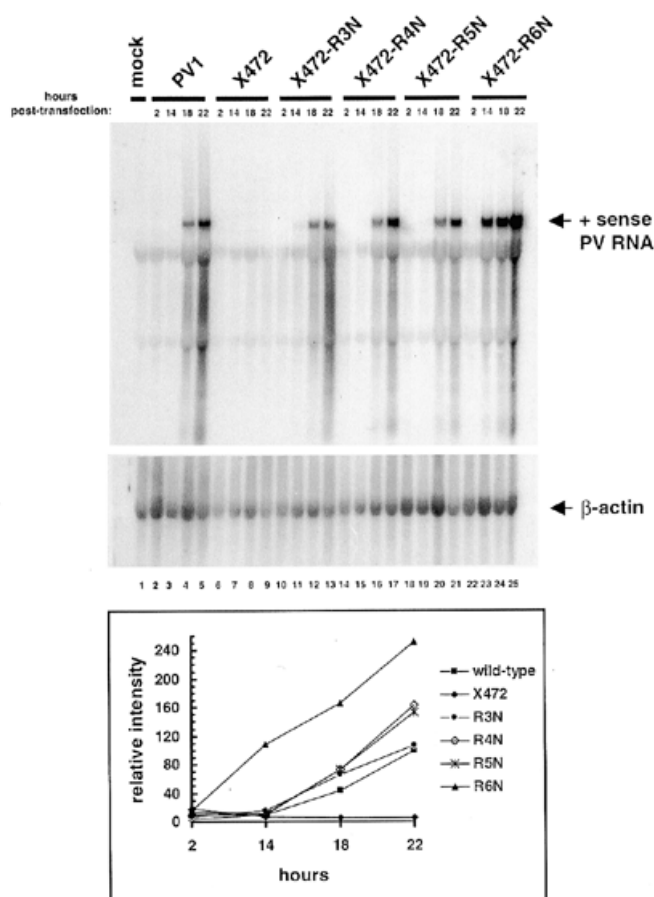 mock PV1 X472 X472-R3N X472-R4N X472-R5N X472-R6N
hours
post-transfection: 2 14 18 22 2 14 18 22 2 14 18 22 2 14 18 22 2 14 18 22 2 14 18 22
+ sense
PV RNA
β-actin
1 2 3 4 5 6 7 8 9 10 11 12 13 14 15 16 17 18 19 20 21 22 23 24 25
relative intensity
240
200
160
120
80
40
0
2 14 18 22
hours
wild-type
X472
R3N
R4N
R5N
R6N